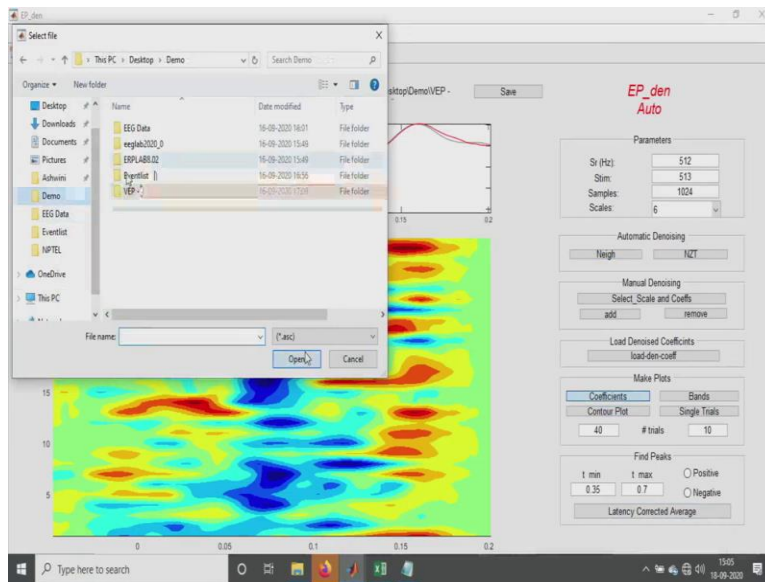 EP_den
Select file
This PC > Desktop > Demo
Search Demo
Organize
New folder
Desktop
Downloads
Documents
Pictures
Ashwini
Demo
EEG Data
Eventlist
NPTEL
OneDrive
This PC
Name
Date modified
Type
EEG Data
16-09-2020 16:01
File folder
eeglab2020_0
16-09-2020 15:49
File folder
ERPLAB8.02
16-09-2020 15:49
File folder
Eventlist
16-09-2020 16:56
File folder
VEP -
File folder
File name:
(*.asc)
Open
Cancel
sktop\Demo\VEP -
Save
EP_den
Auto
Parameters
Sr (Hz):
512
Stim:
513
Samples:
1024
Scales:
6
Automatic Denoising
Neigh
NZT
Manual Denoising
Select_Scale and Coeffs
add
remove
Load Denoised Coefficints
load-den-coeff
Make Plots
Coefficients
Bands
Contour Plot
Single Trials
40
# trials
10
Find Peaks
t min
t max
Positive
0.35
0.7
Negative
Latency Corrected Average
0.15
0.2
15
10
5
0
0.05
0.1
0.15
0.2
Type here to search
15:05
18-09-2020